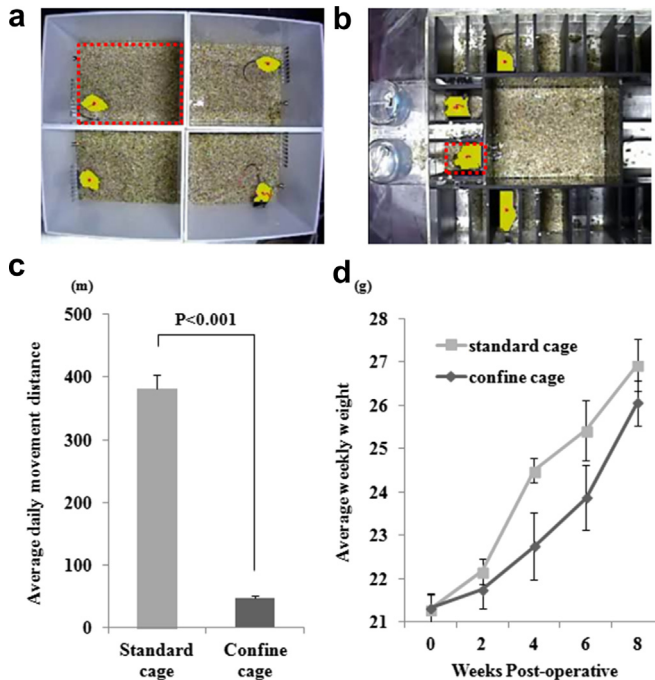 a
b
c
(m)
500
400
300
200
100
0
P<0.001
Average daily movement distance
Standard
cage
Confine
cage
d
(g)
28
27
26
25
24
23
22
21
standard cage
confine cage
Average weekly weight
0 2 4 6 8
Weeks Post-operative